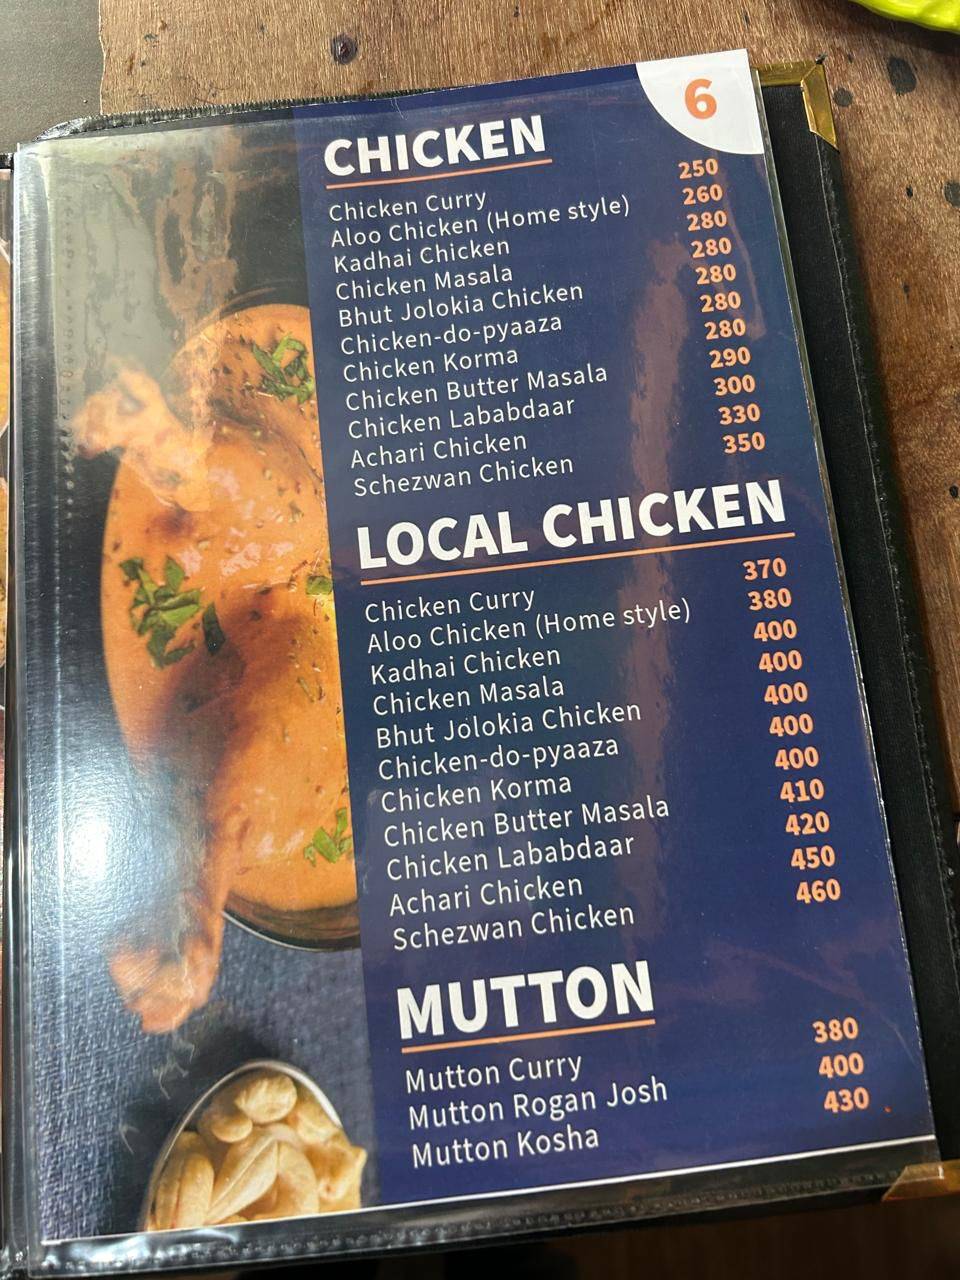 6
CHICKEN
Chicken Curry 250
Aloo Chicken (Home style) 260
Kadhai Chicken 280
Chicken Masala 280
Bhut Jolokia Chicken 280
Chicken-do-pyaaza 280
Chicken Korma 280
Chicken Butter Masala 290
Chicken Lababdaar 300
Achari Chicken 330
Schezwan Chicken 350
LOCAL CHICKEN
Chicken Curry 370
Aloo Chicken (Home style) 380
Kadhai Chicken 400
Chicken Masala 400
Bhut Jolokia Chicken 400
Chicken-do-pyaaza 400
Chicken Korma 400
Chicken Butter Masala 410
Chicken Lababdaar 420
Achari Chicken 450
Schezwan Chicken 460
MUTTON
Mutton Curry 380
Mutton Rogan Josh 400
Mutton Kosha 430